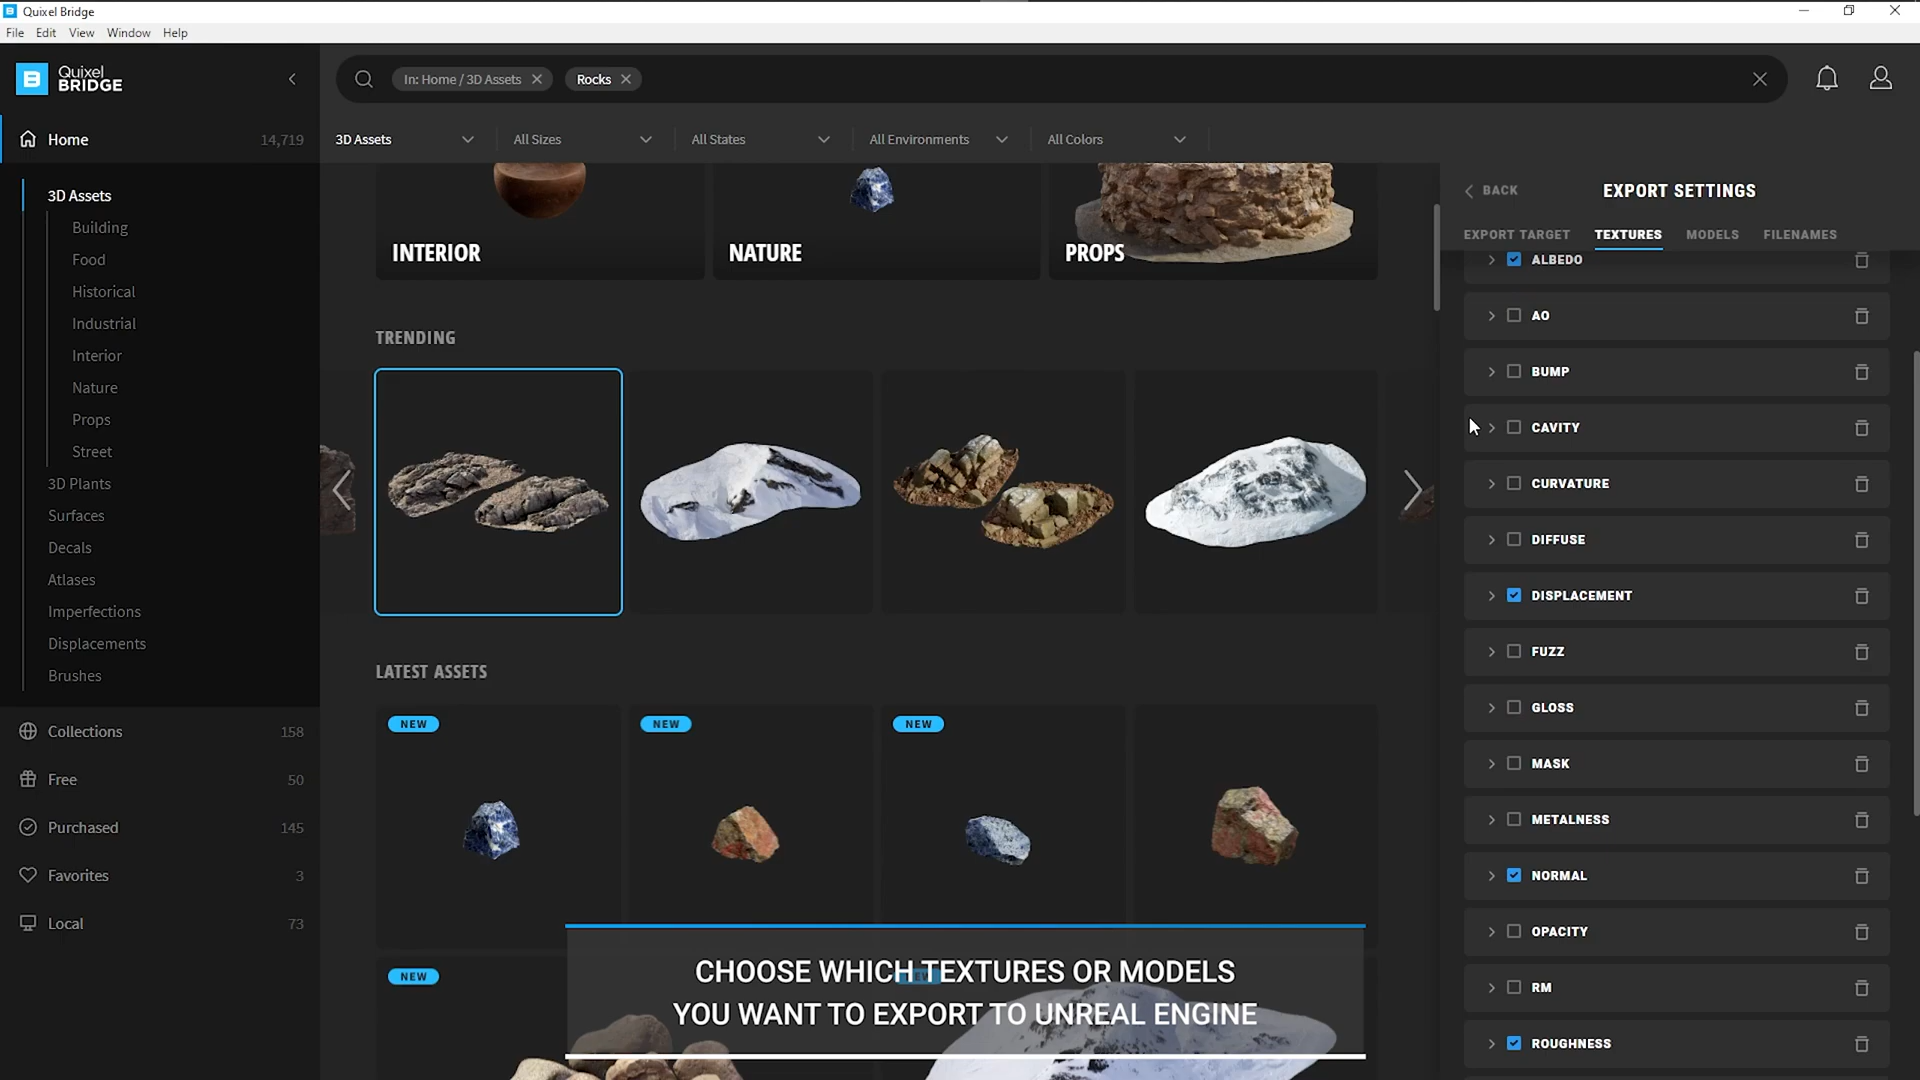 Quixel Bridge
File Edit View Window Help
Quixel
BRIDGE
In: Home / 3D Assets
Rocks
Home 14,719
3D Assets All Sizes All States All Environments All Colors
3D Assets
Building
Food
Historical
Industrial
Interior
Nature
Props
Street
3D Plants
Surfaces
Decals
Atlases
Imperfections
Displacements
Brushes
Collections 158
Free 50
Purchased 145
Favorites 3
Local 73
INTERIOR
NATURE
PROPS
TRENDING
LATEST ASSETS
NEW
NEW
NEW
NEW
CHOOSE WHICH TEXTURES OR MODELS
YOU WANT TO EXPORT TO UNREAL ENGINE
BACK
EXPORT SETTINGS
EXPORT TARGET TEXTURES MODELS FILENAMES
ALBEDO
AO
BUMP
CAVITY
CURVATURE
DIFFUSE
DISPLACEMENT
FUZZ
GLOSS
MASK
METALNESS
NORMAL
OPACITY
RM
ROUGHNESS